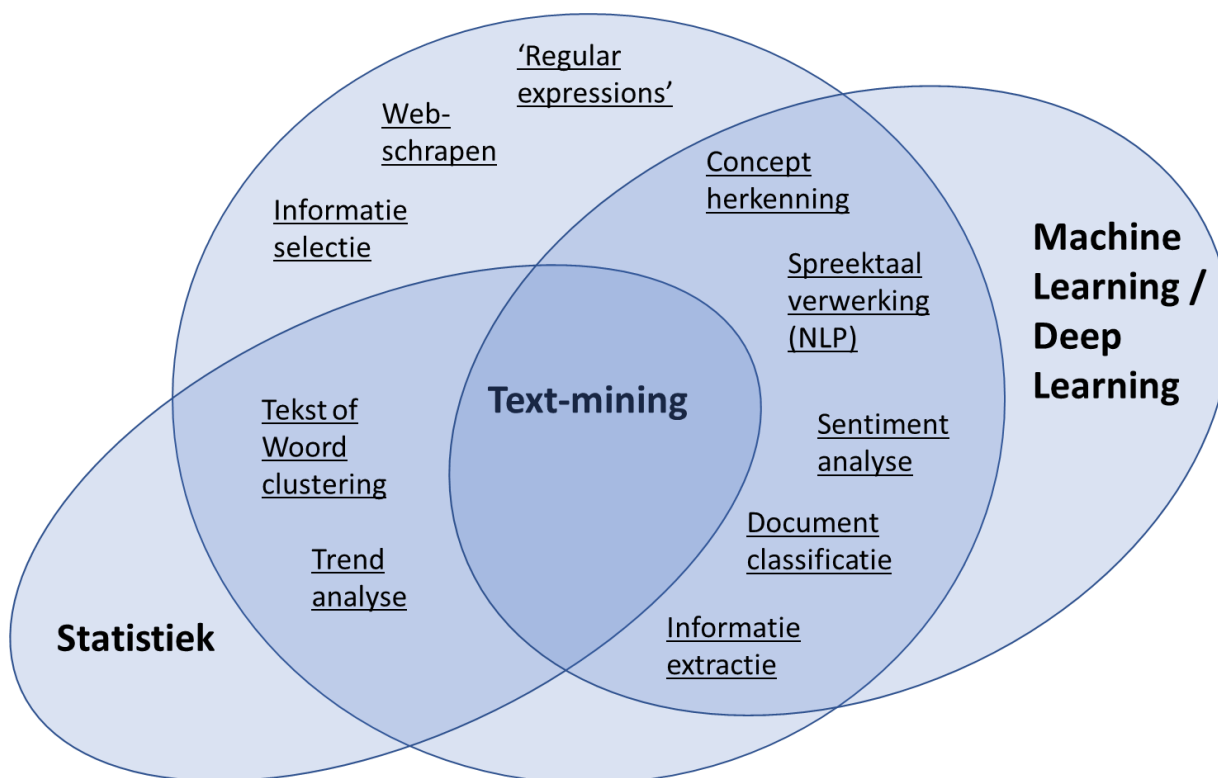 ‘Regular
expressions’
Web-
schrapen
Informatie
selectie
Concept
herkenning
Spreektaal
verwerking
(NLP)
Machine
Learning /
Deep
Learning
Text-mining
Tekst of
Woord
clustering
Sentiment
analyse
Document
classificatie
Trend
analyse
Informatie
extractie
Statistiek